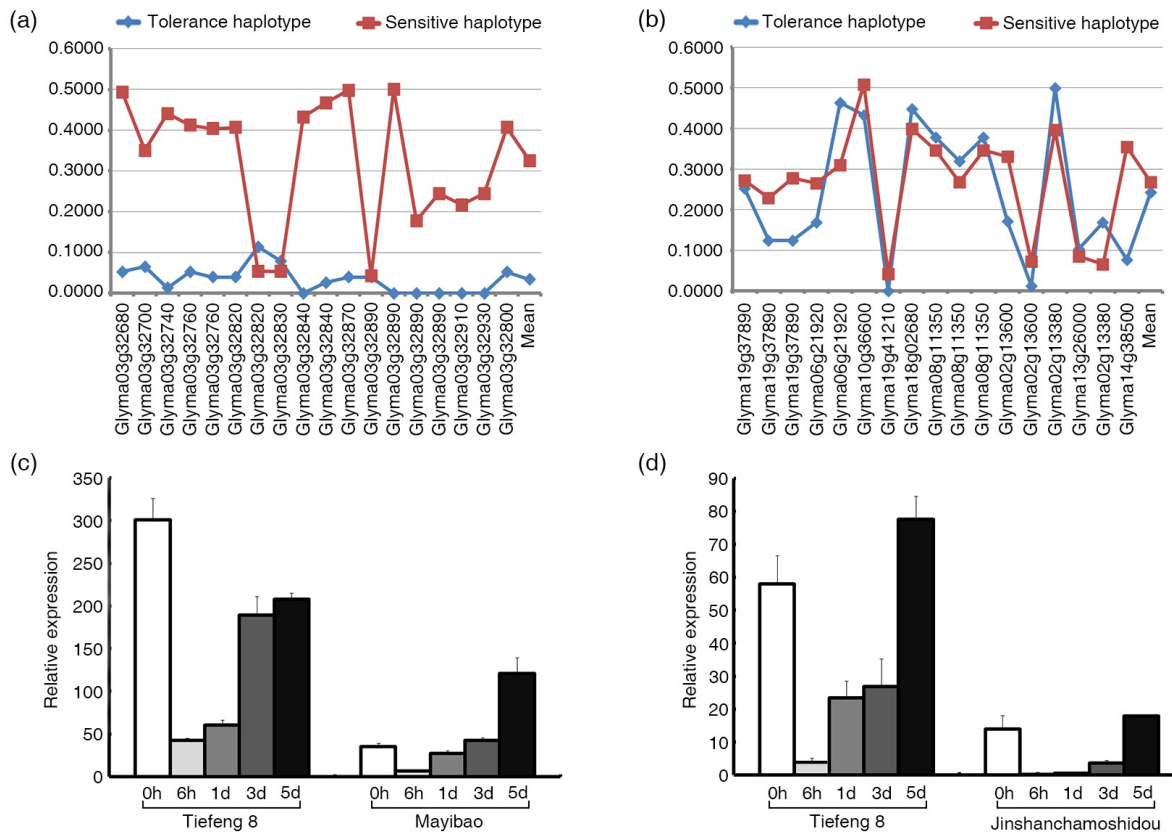 (a)
Tolerance haplotype
Sensitive haplotype
0.6000
0.5000
0.4000
0.3000
0.2000
0.1000
0.0000
Glyma03g32680
Glyma03g32700
Glyma03g32740
Glyma03g32760
Glyma03g32760
Glyma03g32820
Glyma03g32820
Glyma03g32830
Glyma03g32840
Glyma03g32840
Glyma03g32870
Glyma03g32890
Glyma03g32890
Glyma03g32890
Glyma03g32890
Glyma03g32910
Glyma03g32930
Glyma03g32800
Mean
(b)
Tolerance haplotype
Sensitive haplotype
0.6000
0.5000
0.4000
0.3000
0.2000
0.1000
0.0000
Glyma19g37890
Glyma19g37890
Glyma19g37890
Glyma06g21920
Glyma06g21920
Glyma10g36600
Glyma19g41210
Glyma18g02680
Glyma08g11350
Glyma08g11350
Glyma08g11350
Glyma02g13600
Glyma02g13600
Glyma02g13380
Glyma13g26000
Glyma02g13380
Glyma14g38500
Mean
(c)
Relative expression
350
300
250
200
150
100
50
0
0h 6h 1d 3d 5d 0h 6h 1d 3d 5d
Tiefeng 8 Mayibao
(d)
Relative expression
90
80
70
60
50
40
30
20
10
0
0h 6h 1d 3d 5d 0h 6h 1d 3d 5d
Tiefeng 8 Jinshanchamoshidou